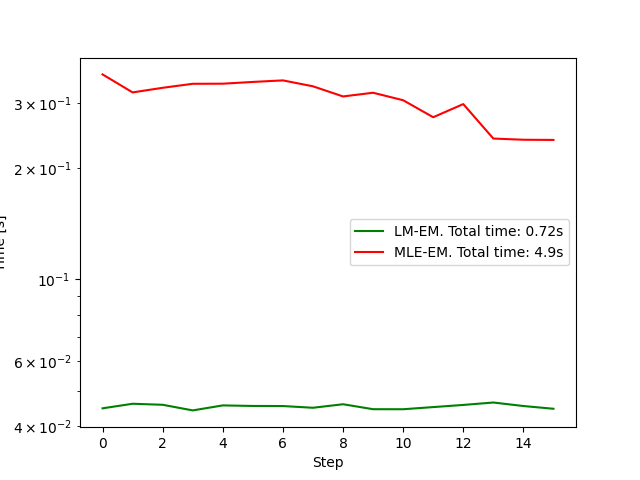 3 × 10⁻¹
2 × 10⁻¹
10⁻¹
6 × 10⁻²
4 × 10⁻²
LM-EM. Total time: 0.72s
MLE-EM. Total time: 4.9s
0 2 4 6 8 10 12 14
Step